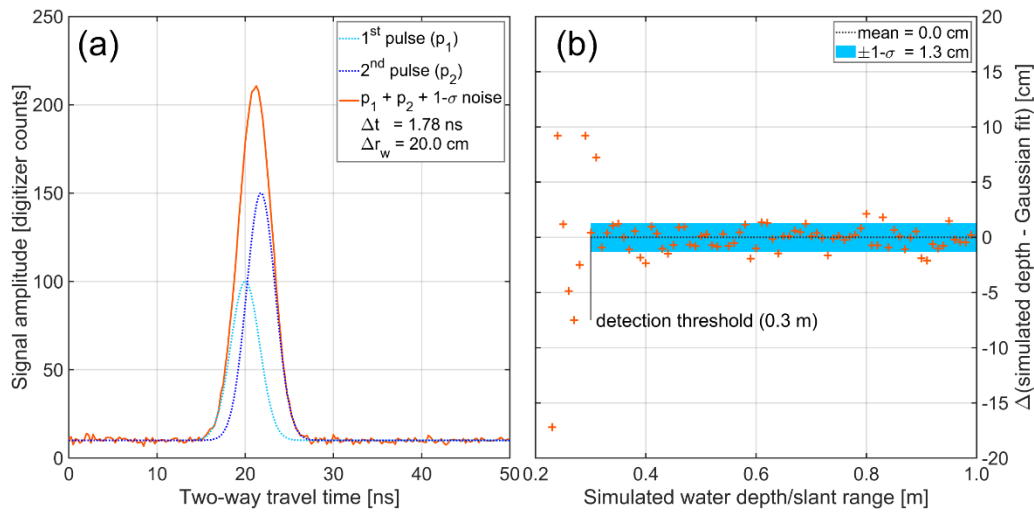 (a)
1st pulse (p1)
2nd pulse (p2)
p1 + p2 + 1-σ noise
Δt = 1.78 ns
Δrw = 20.0 cm
250
200
150
100
50
0
0 10 20 30 40 50
Two-way travel time [ns]
Signal amplitude [digitizer counts]
(b)
mean = 0.0 cm
±1-σ = 1.3 cm
detection threshold (0.3 m)
20
15
10
5
0
-5
-10
-15
-20
0.2 0.4 0.6 0.8 1.0
Simulated water depth/slant range [m]
Δ(simulated depth - Gaussian fit) [cm]